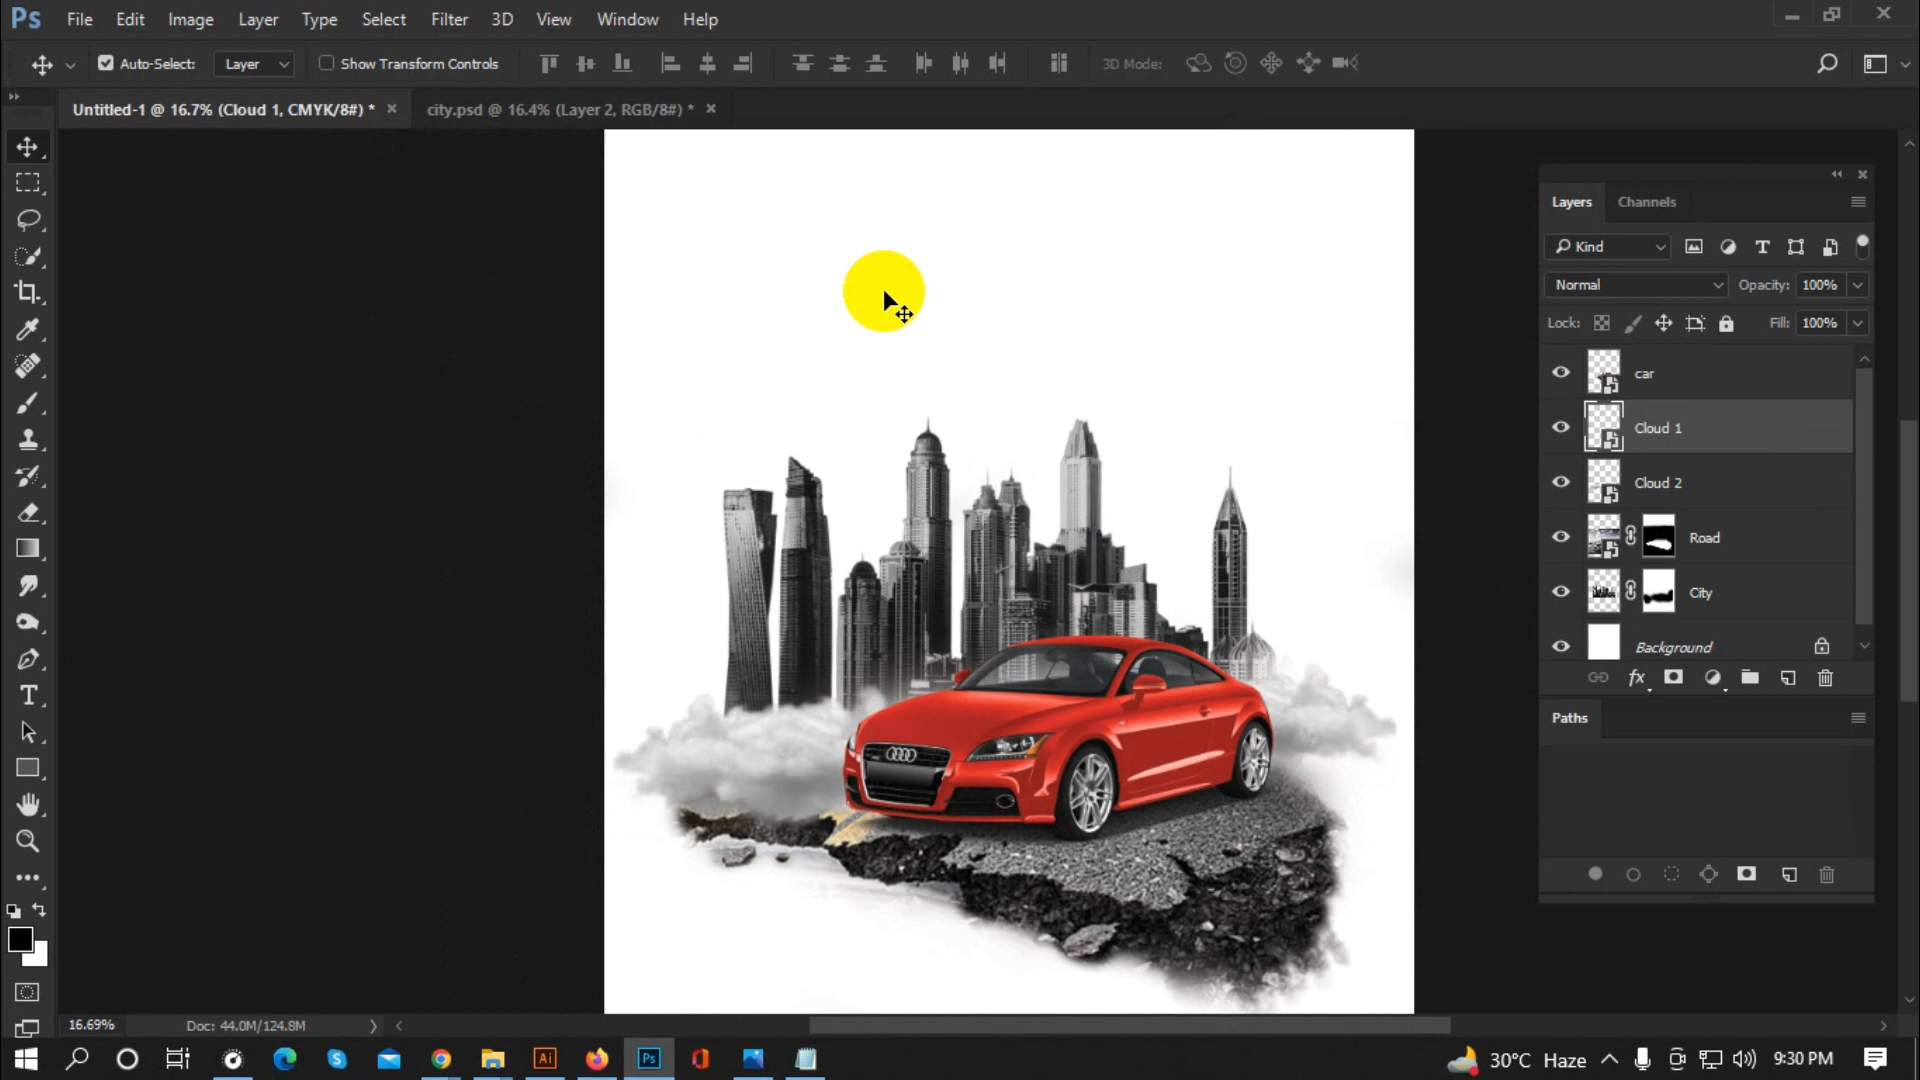 Ps File Edit Image Layer Type Select Filter 3D View Window Help
Auto-Select: Layer Show Transform Controls 3D Mode:
Untitled-1 @ 16.7% (Cloud 1, CMYK/8#) * × city.psd @ 16.4% (Layer 2, RGB/8#) * ×
Layers Channels
Kind
Normal Opacity: 100%
Lock: Fill: 100%
car
Cloud 1
Cloud 2
Road
City
Background
fx
Paths
16.69% Doc: 44.0M/124.8M
Ai Ps 30°C Haze 9:30 PM